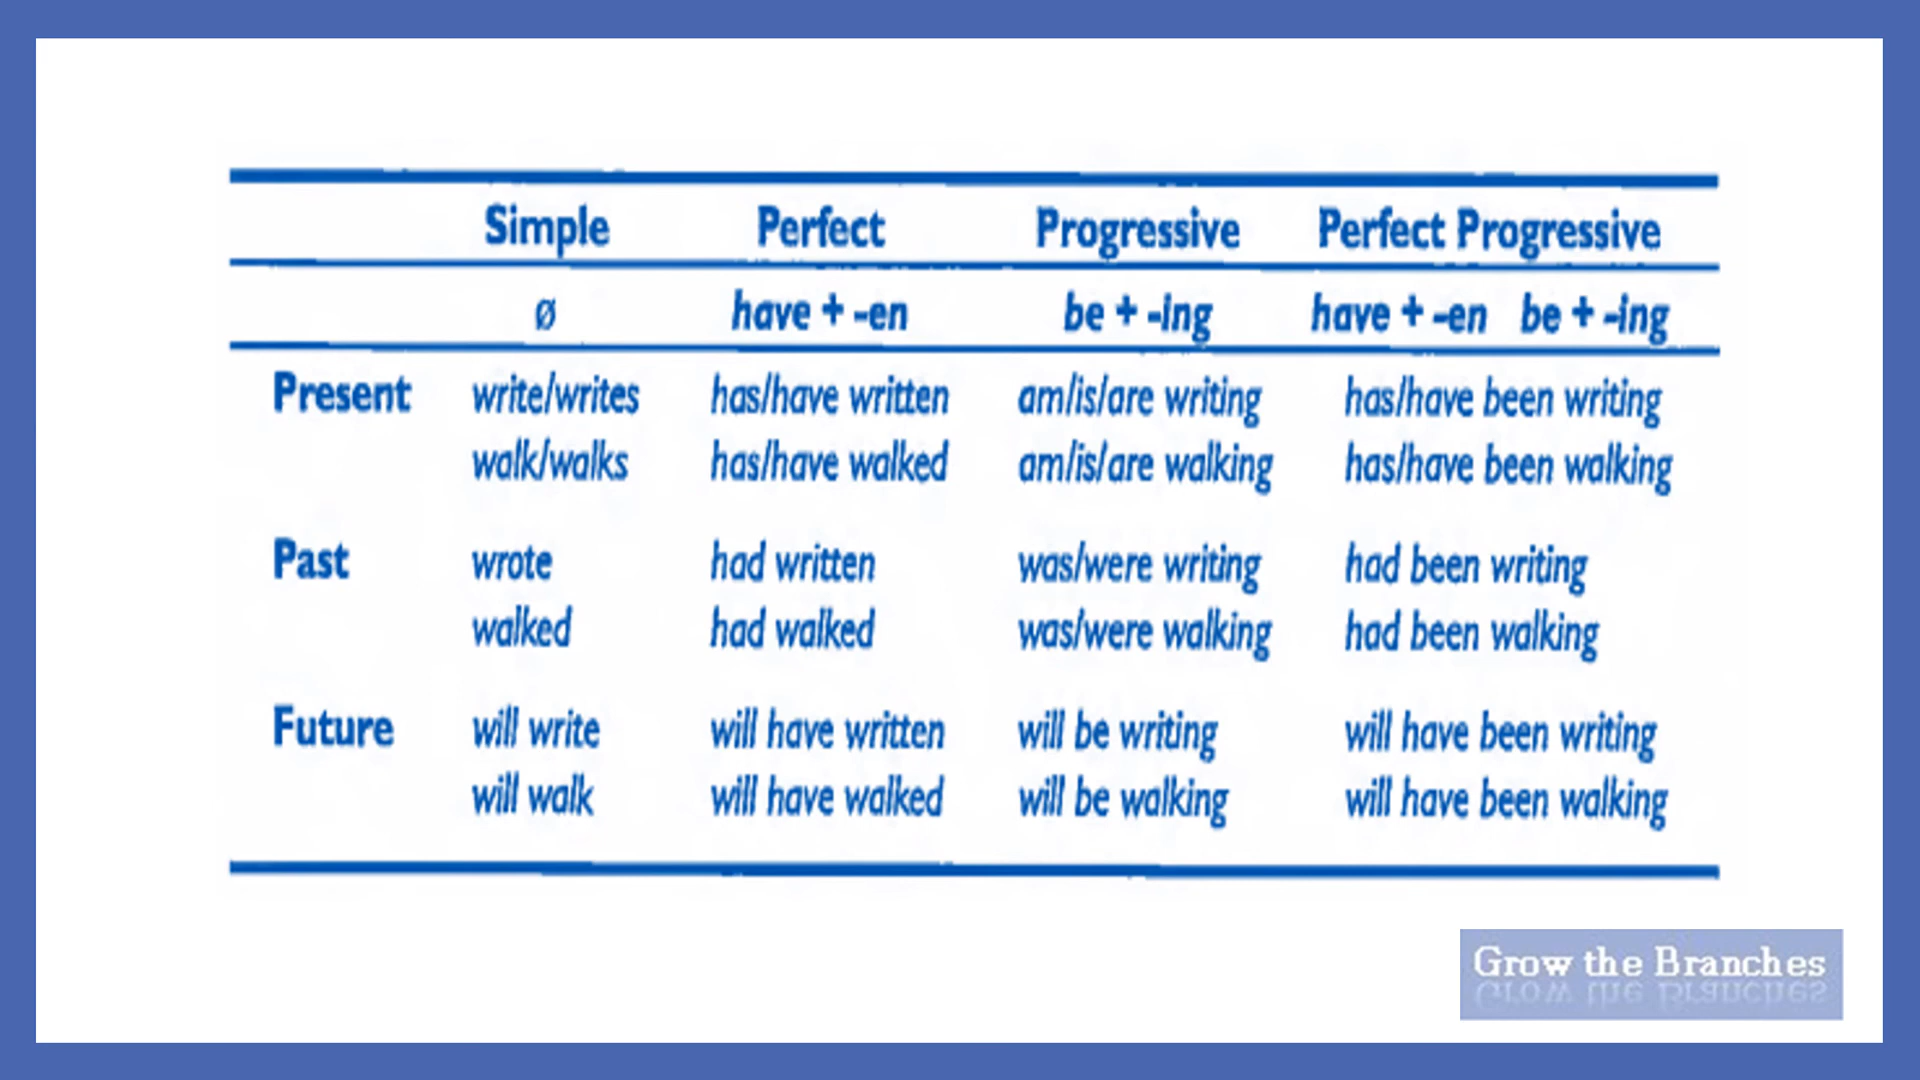 Simple Perfect Progressive Perfect Progressive
ø have + -en be + -ing have + -en be + -ing
Present write/writes has/have written am/is/are writing has/have been writing
walk/walks has/have walked am/is/are walking has/have been walking
Past wrote had written was/were writing had been writing
walked had walked was/were walking had been walking
Future will write will have written will be writing will have been writing
will walk will have walked will be walking will have been walking
Grow the Branches